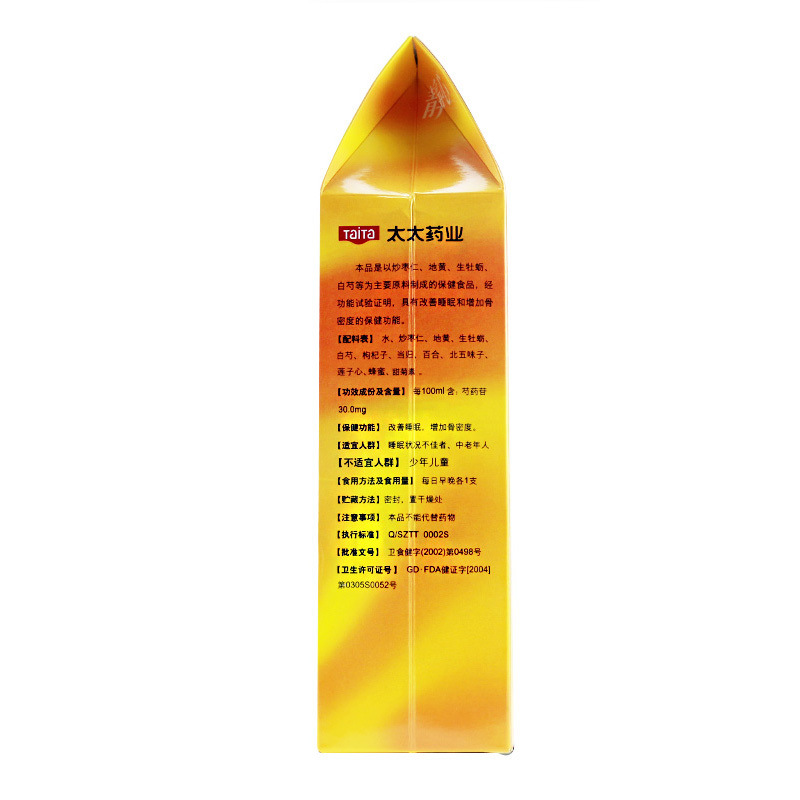 静
TaiTa 太太药业
本品是以炒枣仁、地黄、生牡蛎、
白芍等为主要原料制成的保健食品,经
功能试验证明,具有改善睡眠和增加骨
密度的保健功能。
【配料表】 水、炒枣仁、地黄、生牡蛎、
白芍、枸杞子、当归、百合、北五味子、
莲子心、蜂蜜、甜菊素。
【功效成份及含量】 每100ml 含:芍药苷
30.0mg
【保健功能】 改善睡眠,增加骨密度。
【适宜人群】 睡眠状况不佳者、中老年人
【不适宜人群】 少年儿童
【食用方法及食用量】 每日早晚各1支
【贮藏方法】密封,置干燥处
【注意事项】 本品不能代替药物
【执行标准】 Q/SZTT 0002S
【批准文号】 卫食健字(2002)第0498号
【卫生许可证号】 GD·FDA健证字[2004]
第0305S0052号